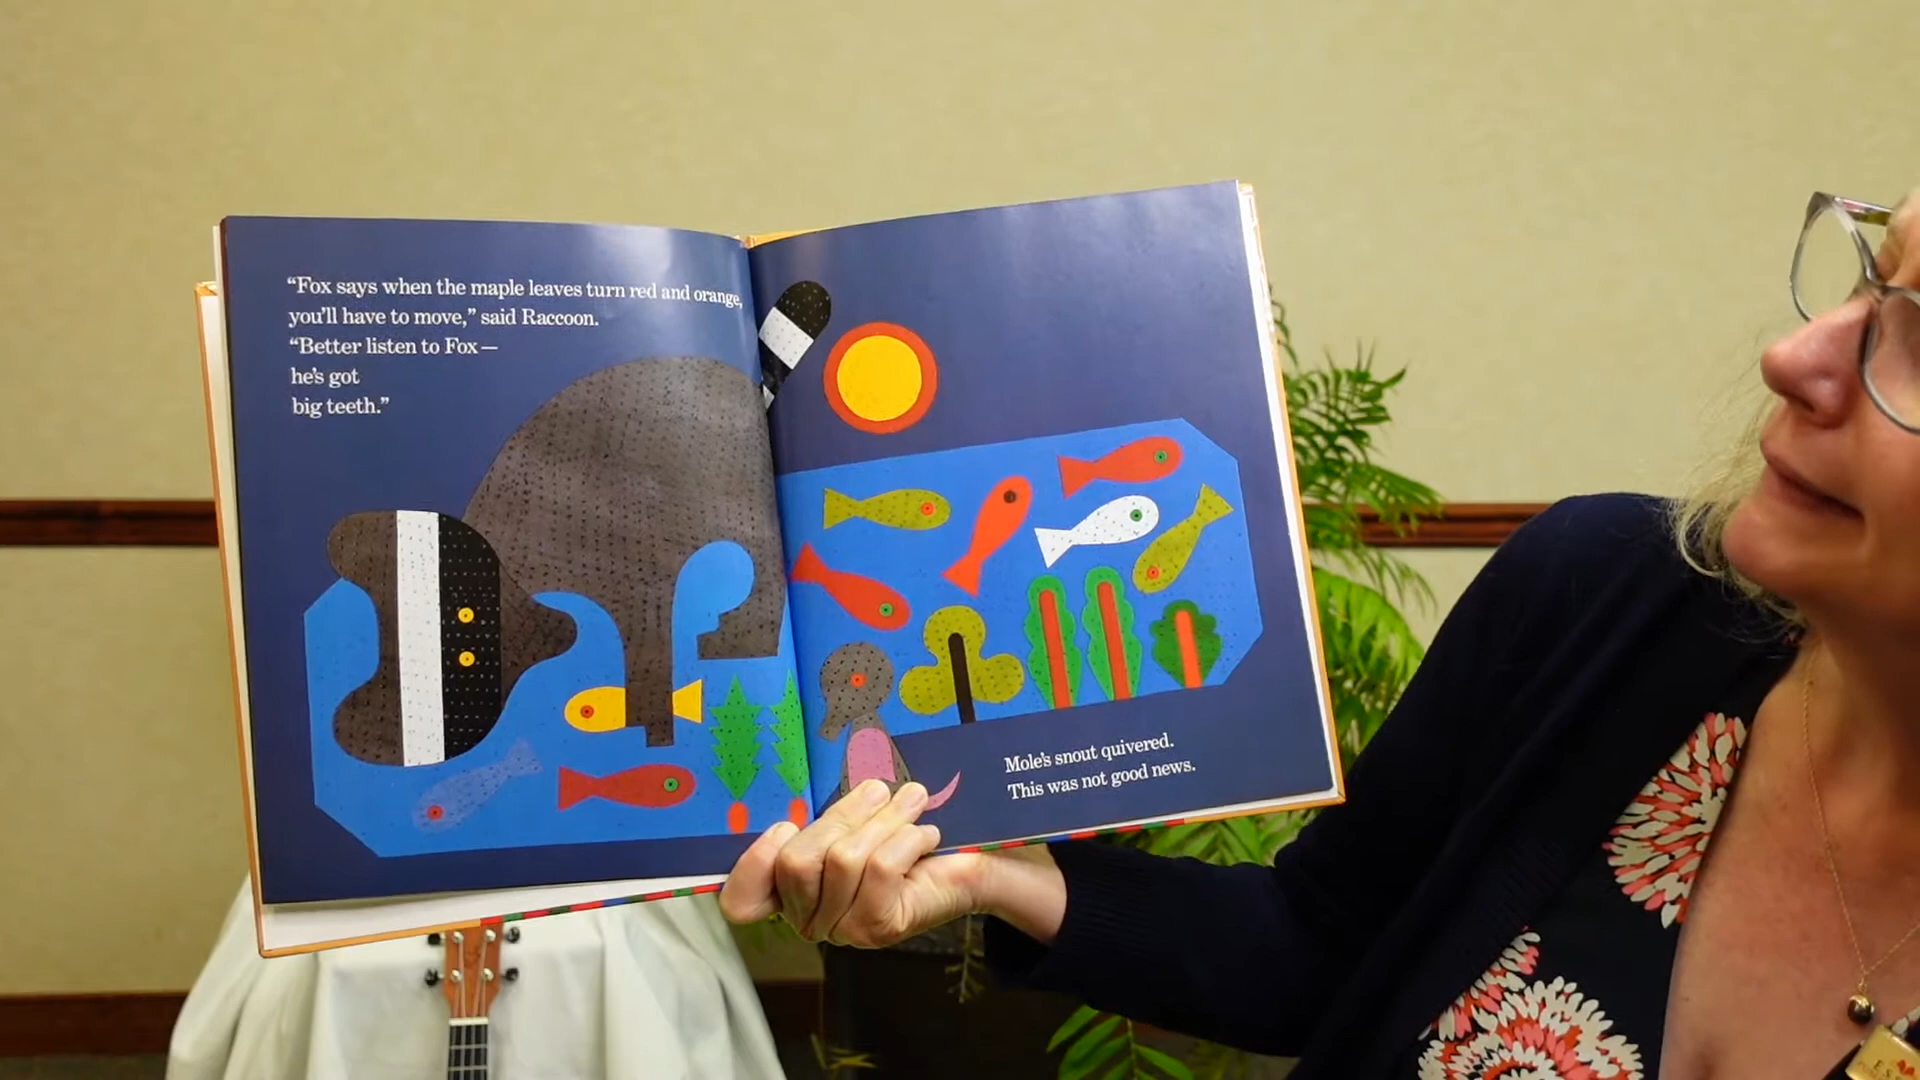 “Fox says when the maple leaves turn red and orange,
you’ll have to move,” said Raccoon.
“Better listen to Fox—
he’s got
big teeth.”
Mole’s snout quivered.
This was not good news.